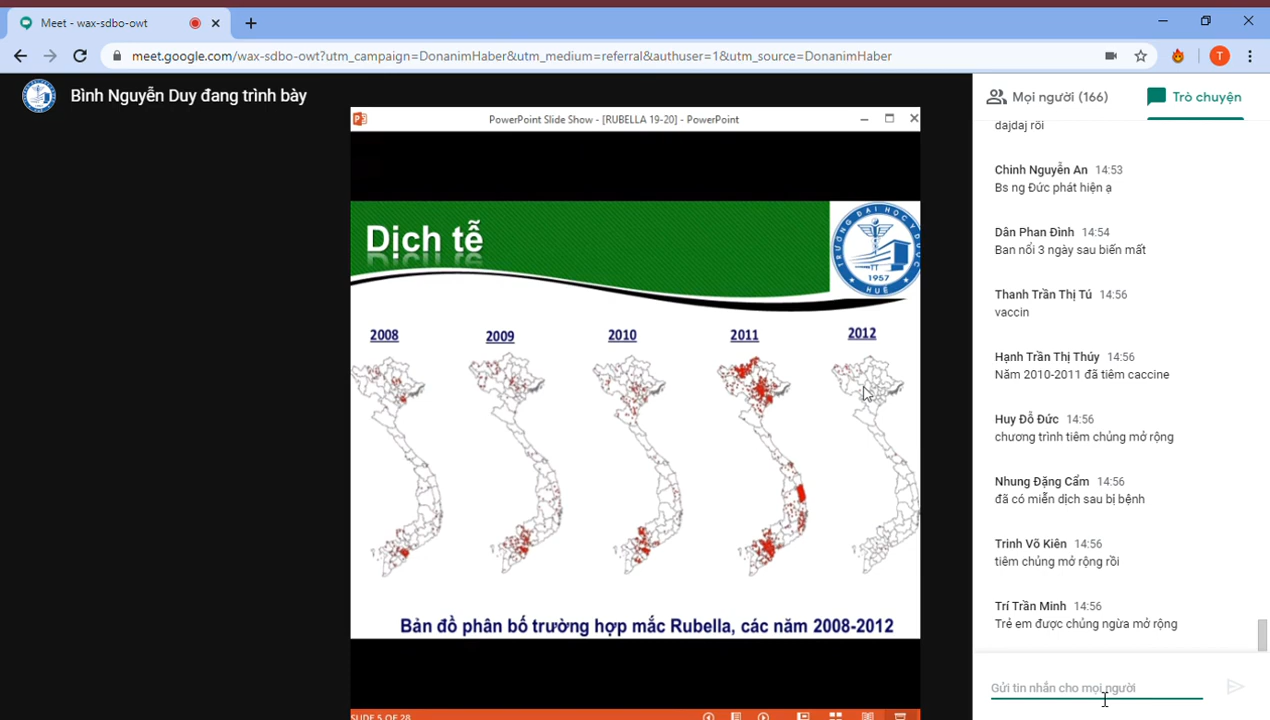 Meet - wax-sdbo-owt
meet.google.com/wax-sdbo-owt?utm_campaign=DonanimHaber&utm_medium=referral&authuser=1&utm_source=DonanimHaber
T
Bình Nguyễn Duy đang trình bày
PowerPoint Slide Show - [RUBELLA 19-20] - PowerPoint
Dịch tễ
TRƯỜNG ĐẠI HỌC Y DƯỢC
1957
HUẾ
2008
2009
2010
2011
2012
Bản đồ phân bố trường hợp mắc Rubella, các năm 2008-2012
SLIDE 5 OF 28
Mọi người (166)
Trò chuyện
dajdaj rồi
Chinh Nguyễn An 14:53
Bs ng Đức phát hiện ạ
Dân Phan Đình 14:54
Ban nổi 3 ngày sau biến mất
Thanh Trần Thị Tú 14:56
vaccin
Hạnh Trần Thị Thúy 14:56
Năm 2010-2011 đã tiêm caccine
Huy Đỗ Đức 14:56
chương trình tiêm chủng mở rộng
Nhung Đặng Cẩm 14:56
đã có miễn dịch sau bị bệnh
Trinh Võ Kiên 14:56
tiêm chủng mở rộng rồi
Trí Trần Minh 14:56
Trẻ em được chủng ngừa mở rộng
Gửi tin nhắn cho mọi người